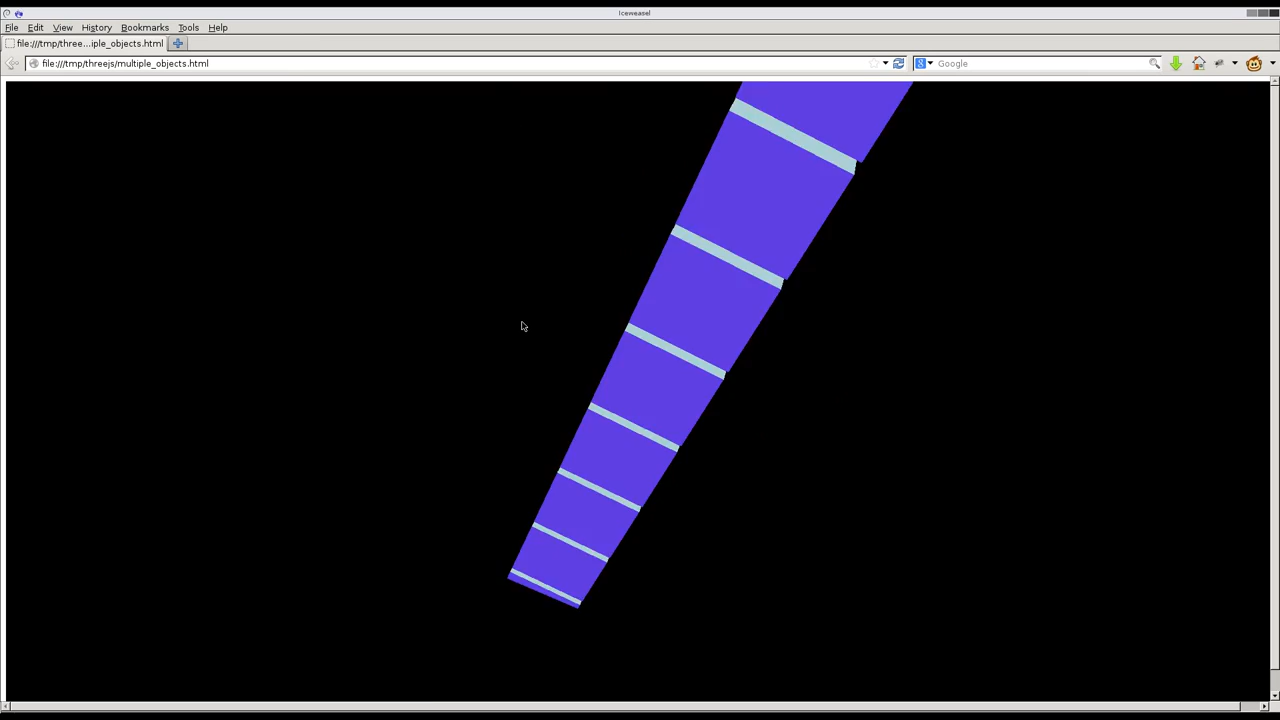 Iceweasel
File Edit View History Bookmarks Tools Help
file:///tmp/three...iple_objects.html
file:///tmp/threejs/multiple_objects.html
Google